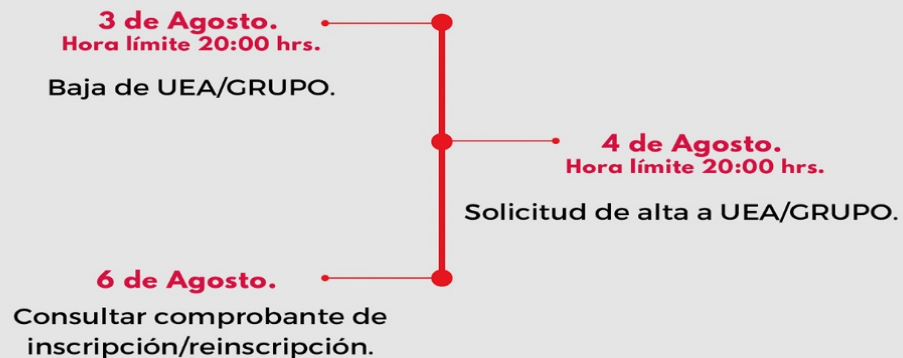 3 de Agosto.
Hora límite 20:00 hrs.
Baja de UEA/GRUPO.
4 de Agosto.
Hora límite 20:00 hrs.
Solicitud de alta a UEA/GRUPO.
6 de Agosto.
Consultar comprobante de
inscripción/reinscripción.